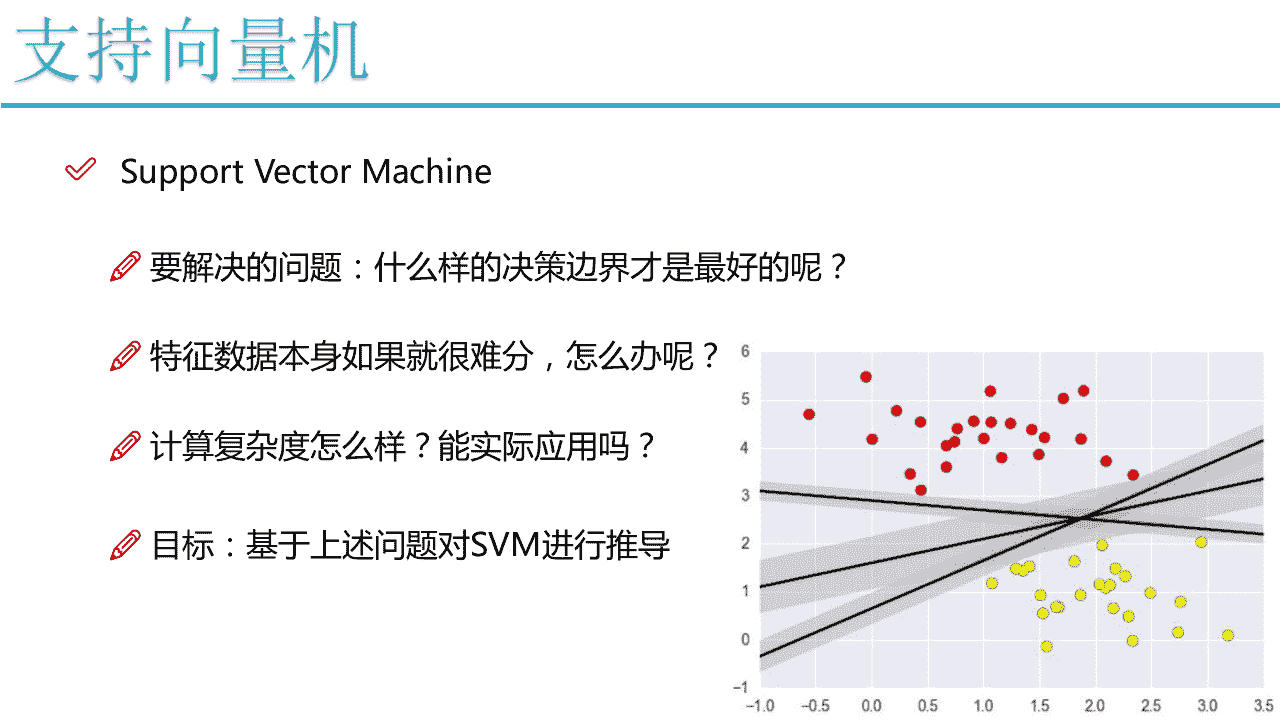 支持向量机
Support Vector Machine
要解决的问题：什么样的决策边界才是最好的呢？
特征数据本身如果就很难分，怎么办呢？
计算复杂度怎么样？能实际应用吗？
目标：基于上述问题对SVM进行推导
6
5
4
3
2
1
0
−1
−1.0 −0.5 0.0 0.5 1.0 1.5 2.0 2.5 3.0 3.5